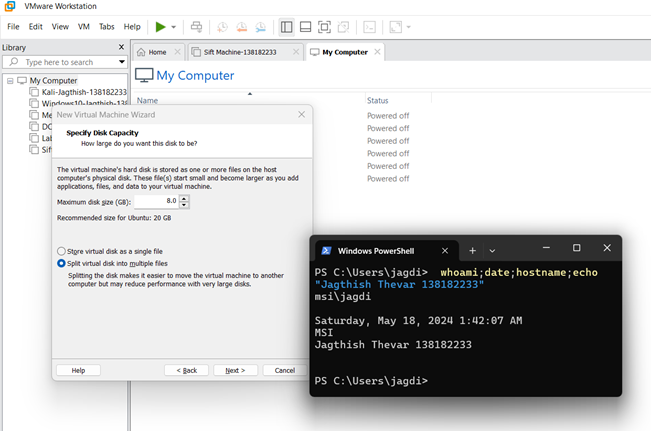 VMware Workstation
File Edit View VM Tabs Help
Library
Type here to search
My Computer
Kali-Jagthish-138182233
Windows10-Jagthish-138
Me
DC
Lab
Sift
Home
Sift Machine-138182233
My Computer
My Computer
Name Status
Powered off
Powered off
Powered off
Powered off
Powered off
Powered off
New Virtual Machine Wizard
Specify Disk Capacity
How large do you want this disk to be?
The virtual machine's hard disk is stored as one or more files on the host
computer's physical disk. These file(s) start small and become larger as you add
applications, files, and data to your virtual machine.
Maximum disk size (GB): 8.0
Recommended size for Ubuntu: 20 GB
Store virtual disk as a single file
Split virtual disk into multiple files
Splitting the disk makes it easier to move the virtual machine to another
computer but may reduce performance with very large disks.
Help < Back Next > Cancel
Windows PowerShell
PS C:\Users\jagdi> whoami;date;hostname;echo
"Jagthish Thevar 138182233"
msi\jagdi
Saturday, May 18, 2024 1:42:07 AM
MSI
Jagthish Thevar 138182233
PS C:\Users\jagdi>